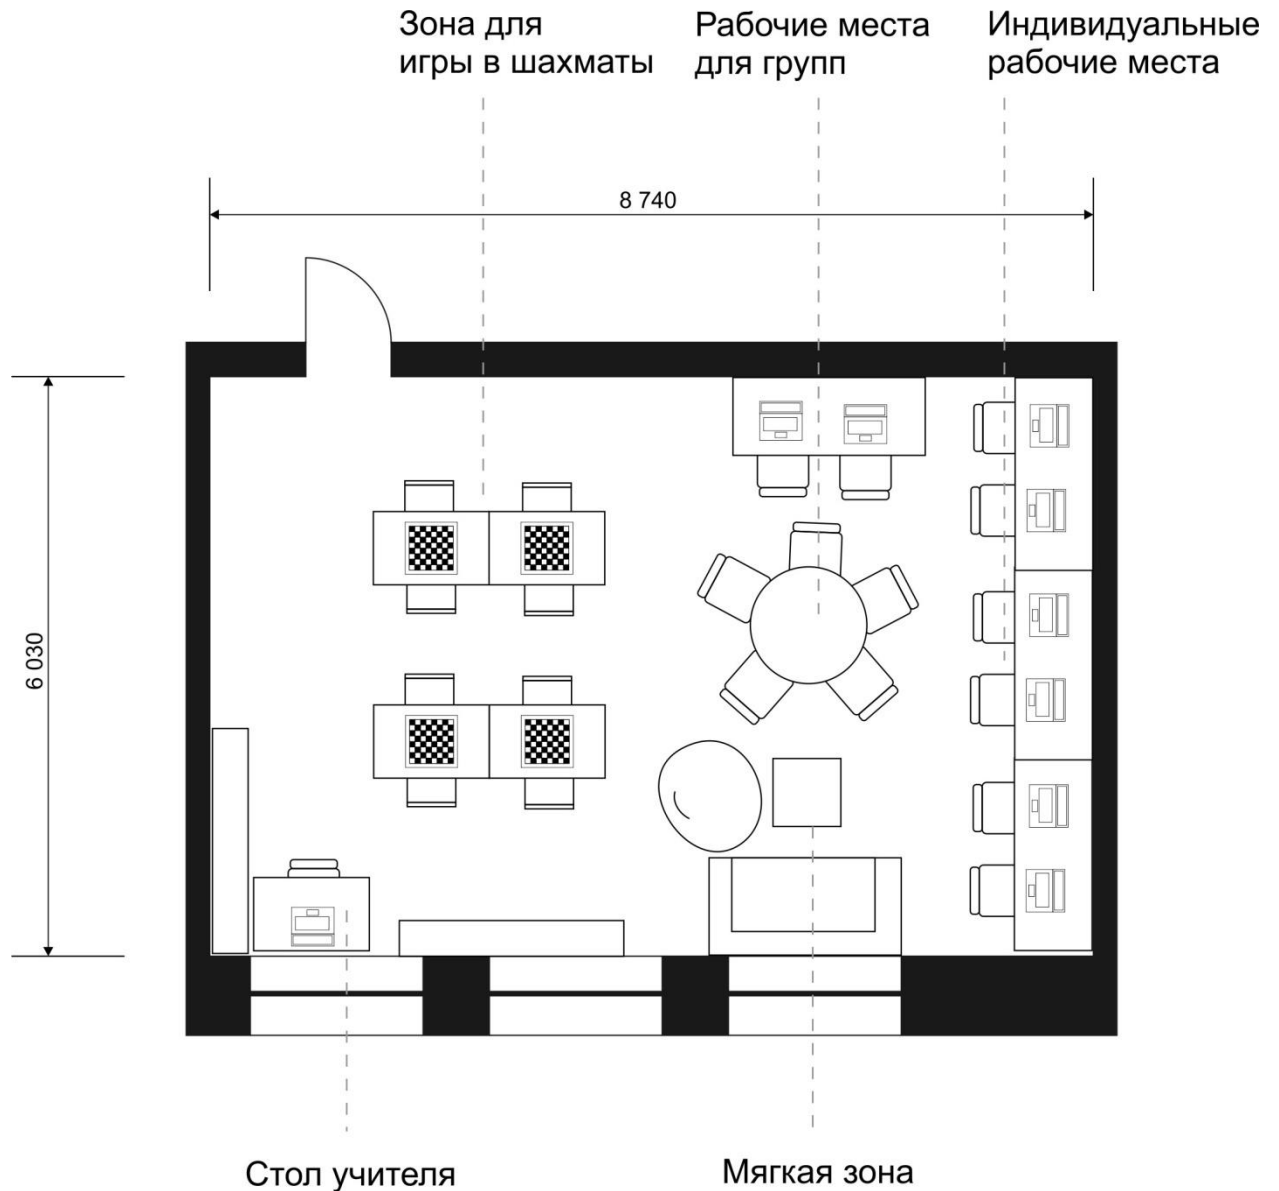 Зона для
игры в шахматы
Рабочие места
для групп
Индивидуальные
рабочие места
8 740
6 030
Стол учителя
Мягкая зона